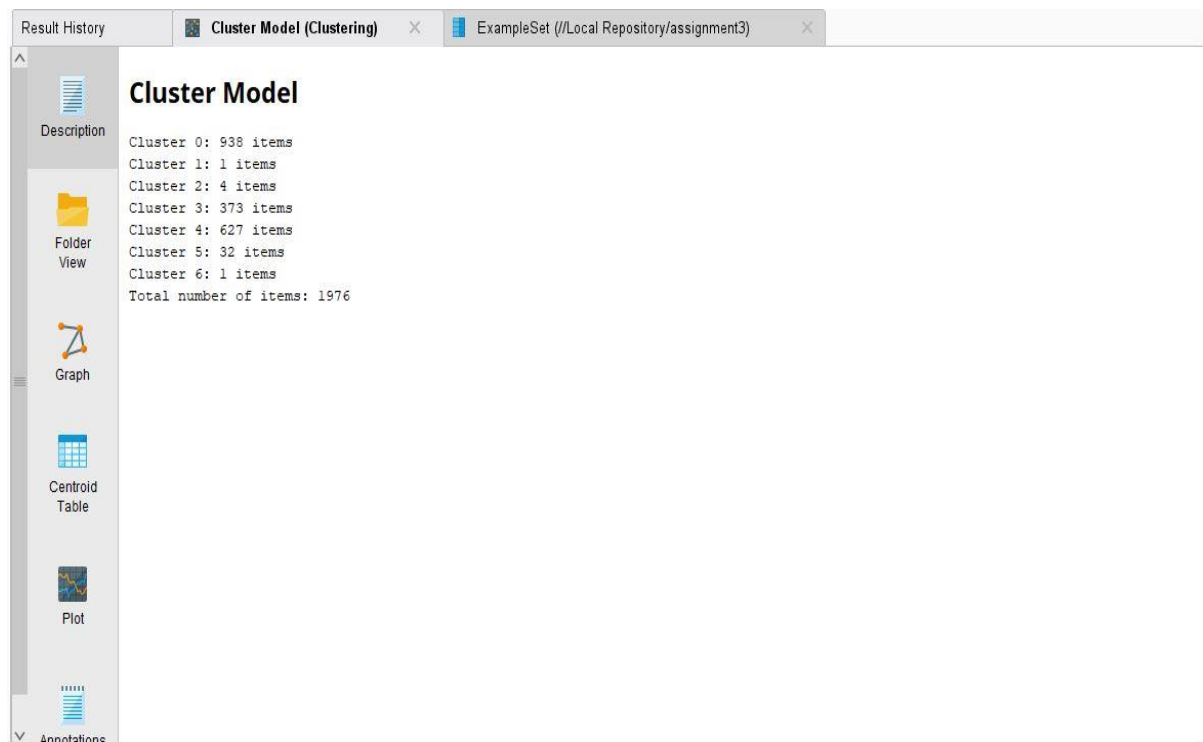 Result History
Cluster Model (Clustering)
ExampleSet (//Local Repository/assignment3)
Description
Folder
View
Graph
Centroid
Table
Plot
Annotations
Cluster Model
Cluster 0: 938 items
Cluster 1: 1 items
Cluster 2: 4 items
Cluster 3: 373 items
Cluster 4: 627 items
Cluster 5: 32 items
Cluster 6: 1 items
Total number of items: 1976